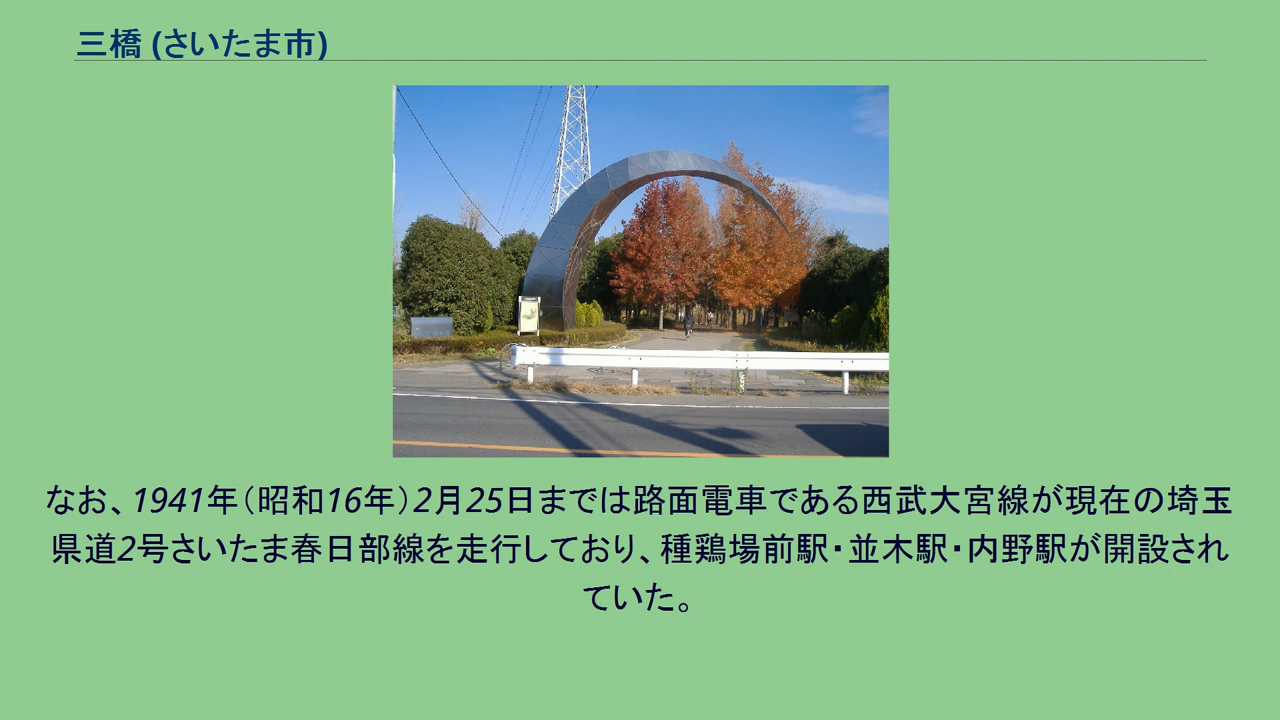 三橋 (さいたま市)
なお、1941年（昭和16年）2月25日までは路面電車である西武大宮線が現在の埼玉
県道2号さいたま春日部線を走行しており、種鶏場前駅・並木駅・内野駅が開設され
ていた。